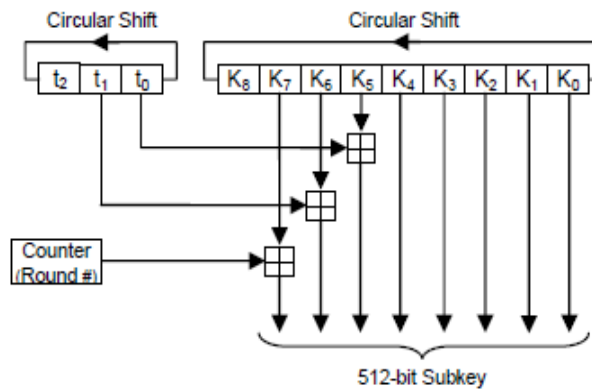 Circular Shift Circular Shift
t2 t1 t0 K8 K7 K6 K5 K4 K3 K2 K1 K0
Counter
(Round #)
512-bit Subkey